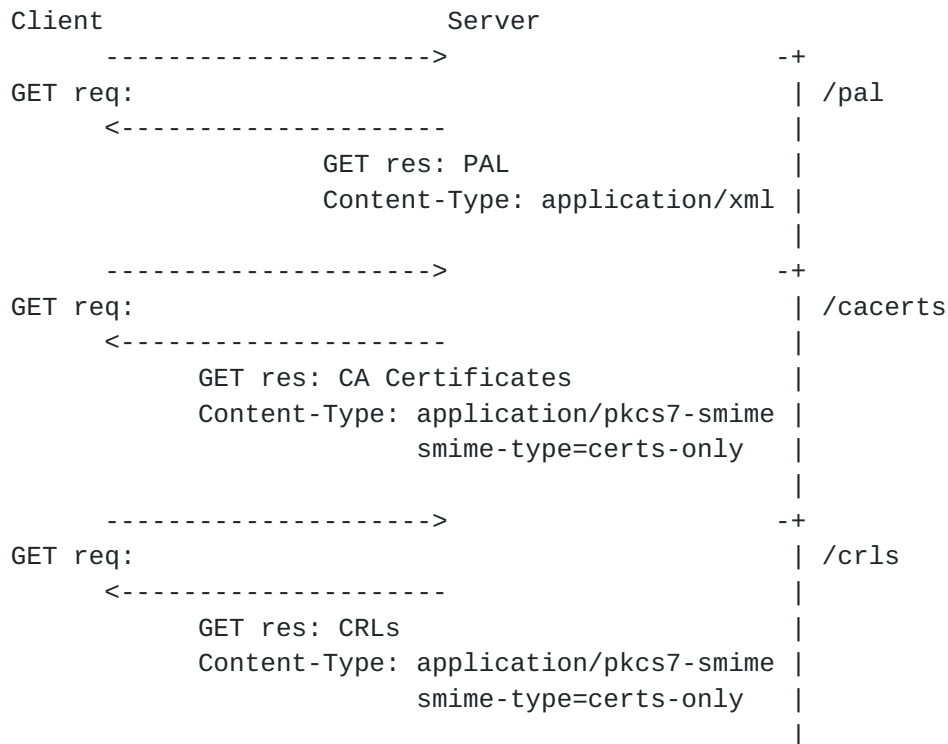 Client                      Server
      --------------------->                     -+
GET req:                                          | /pal
      <---------------------                      |
                    GET res: PAL                  |
                    Content-Type: application/xml |
                                                  |
      --------------------->                     -+
GET req:                                          | /cacerts
      <---------------------                      |
            GET res: CA Certificates              |
            Content-Type: application/pkcs7-smime |
                          smime-type=certs-only   |
                                                  |
      --------------------->                     -+
GET req:                                          | /crls
      <---------------------                      |
            GET res: CRLs                         |
            Content-Type: application/pkcs7-smime |
                          smime-type=certs-only   |
                                                  |